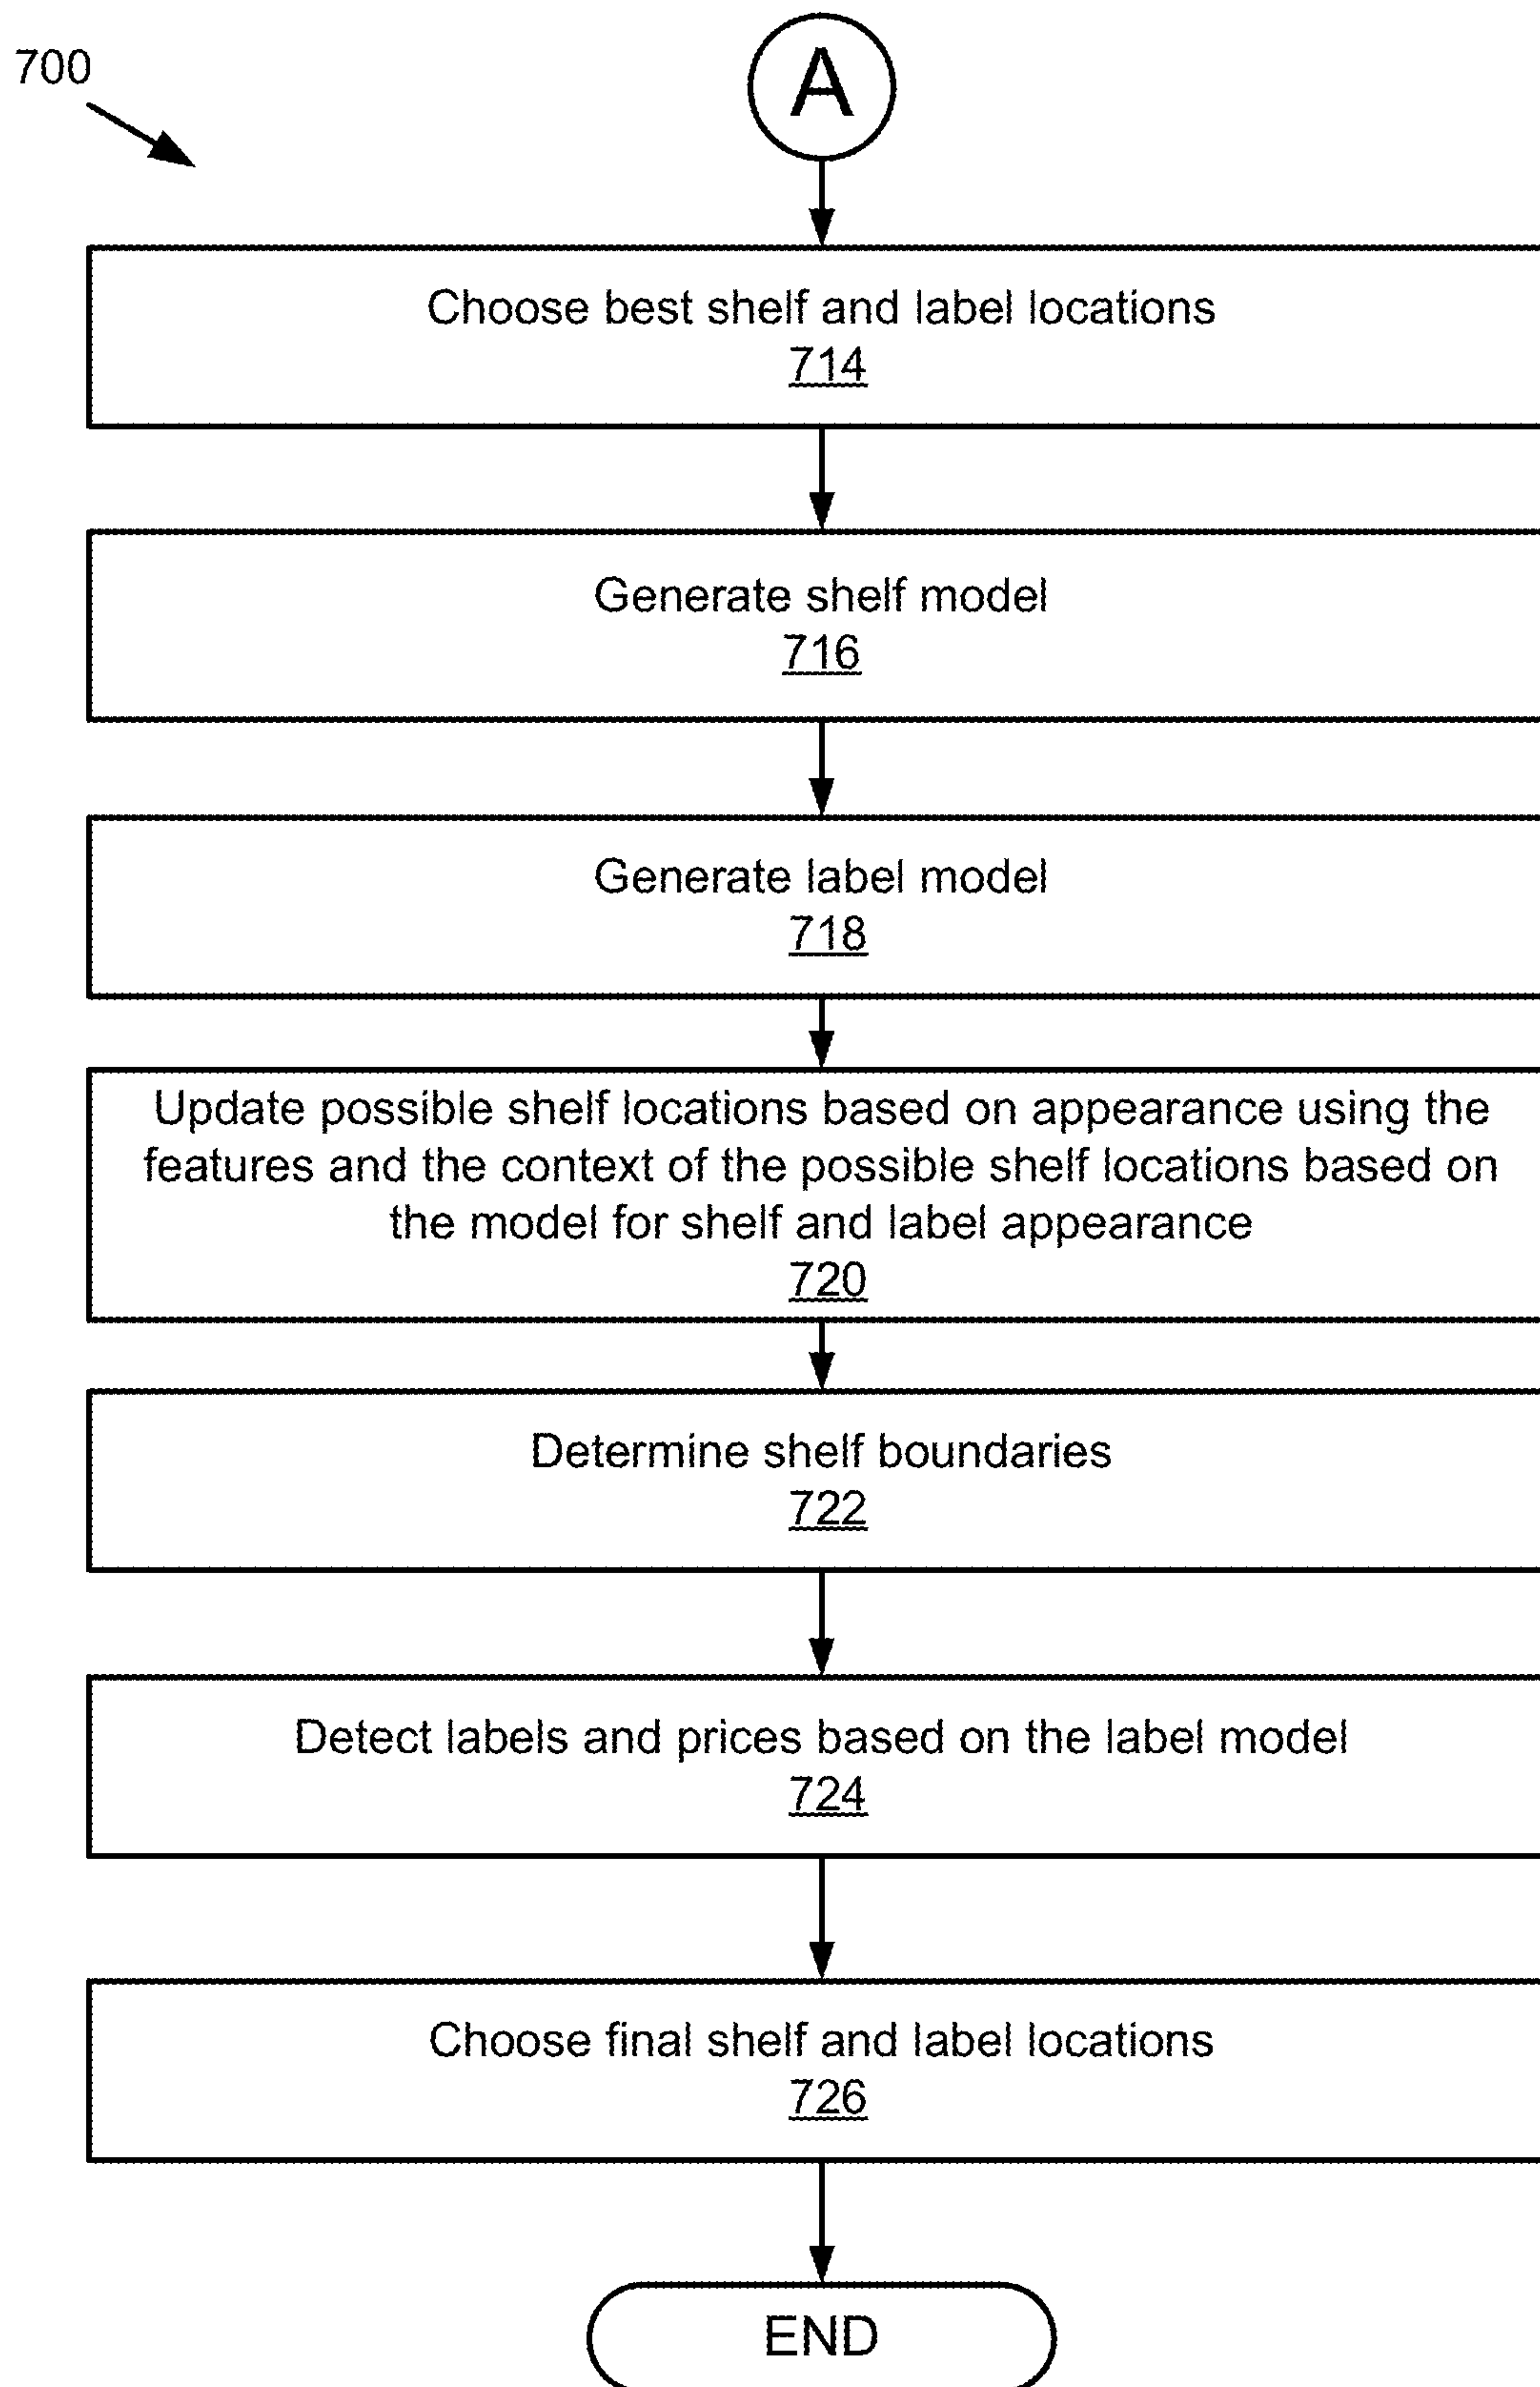 700
A
Choose best shelf and label locations
714
Generate shelf model
716
Generate label model
718
Update possible shelf locations based on appearance using the
features and the context of the possible shelf locations based on
the model for shelf and label appearance
720
Determine shelf boundaries
722
Detect labels and prices based on the label model
724
Choose final shelf and label locations
726
END